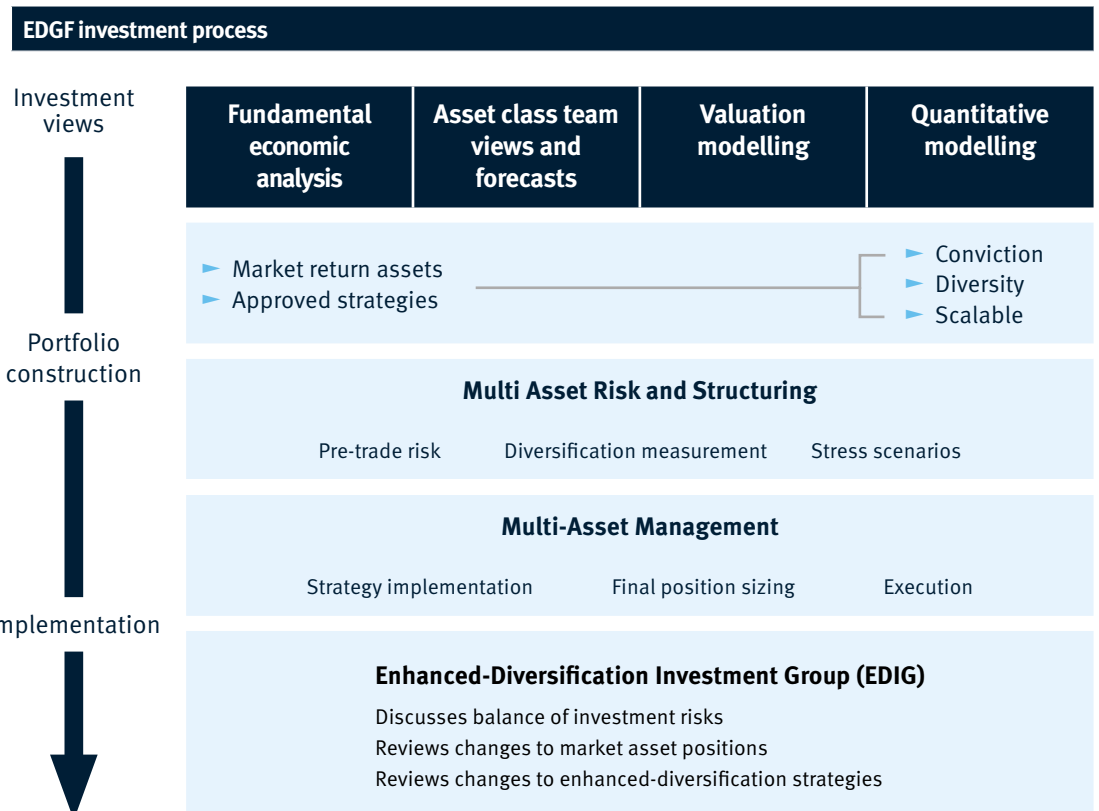 EDGF investment process
Investment
views
Fundamental
economic
analysis
Asset class team
views and
forecasts
Valuation
modelling
Quantitative
modelling
► Market return assets
► Approved strategies
► Conviction
► Diversity
► Scalable
Portfolio
construction
Multi Asset Risk and Structuring
Pre-trade risk Diversification measurement Stress scenarios
Multi-Asset Management
Strategy implementation Final position sizing Execution
mplementation
Enhanced-Diversification Investment Group (EDIG)
Discusses balance of investment risks
Reviews changes to market asset positions
Reviews changes to enhanced-diversification strategies